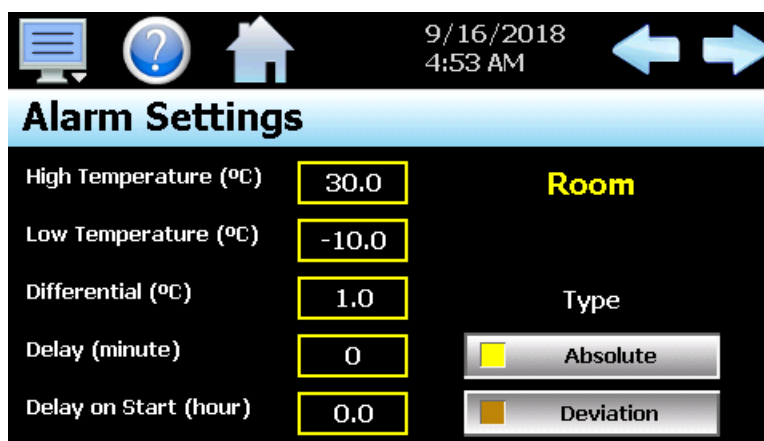 ?
9/16/2018
4:53 AM
Alarm Settings
High Temperature (ºC) 30.0
Room
Low Temperature (ºC) -10.0
Differential (ºC) 1.0
Type
Delay (minute) 0
Absolute
Delay on Start (hour) 0.0
Deviation